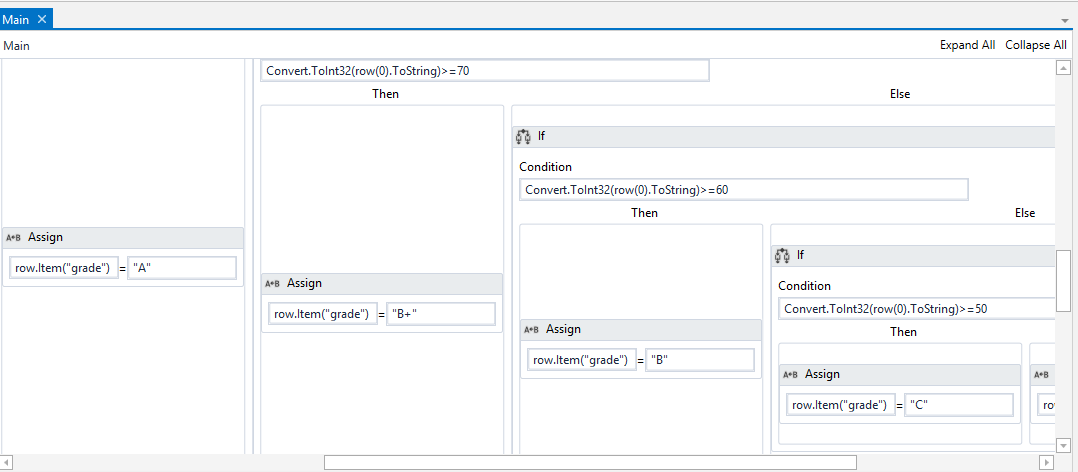 Main
Main
Expand All Collapse All
Convert.ToInt32(row(0).ToString)>=70
Then
Else
If
Condition
Convert.ToInt32(row(0).ToString)>=60
Then
Else
A+B Assign
row.Item("grade") = "A"
If
Condition
Convert.ToInt32(row(0).ToString)>=50
Then
A+B Assign
row.Item("grade") = "B+"
A+B Assign
row.Item("grade") = "B"
A+B Assign
row.Item("grade") = "C"
A+B
ro